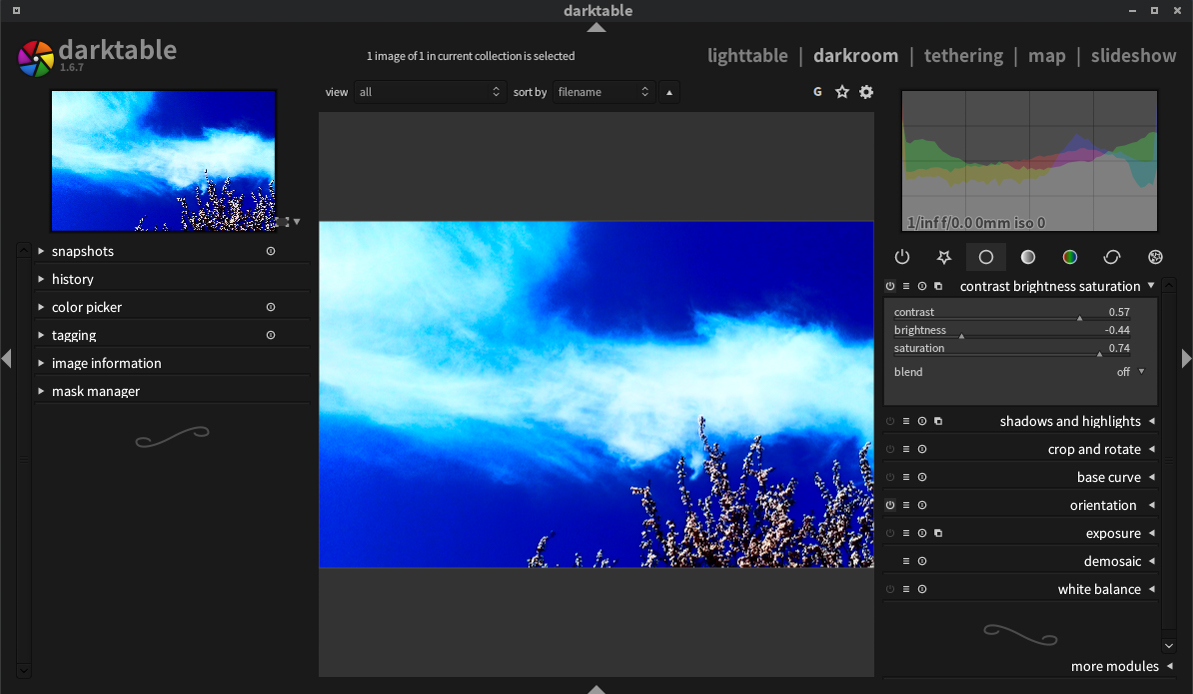 darktable
darktable
1.6.7
1 image of 1 in current collection is selected
lighttable | darkroom | tethering | map | slideshow
view all sort by filename
G
1/inf f/0.0 0mm iso 0
snapshots
history
color picker
tagging
image information
mask manager
contrast brightness saturation
contrast 0.57
brightness -0.44
saturation 0.74
blend off
shadows and highlights
crop and rotate
base curve
orientation
exposure
demosaic
white balance
more modules